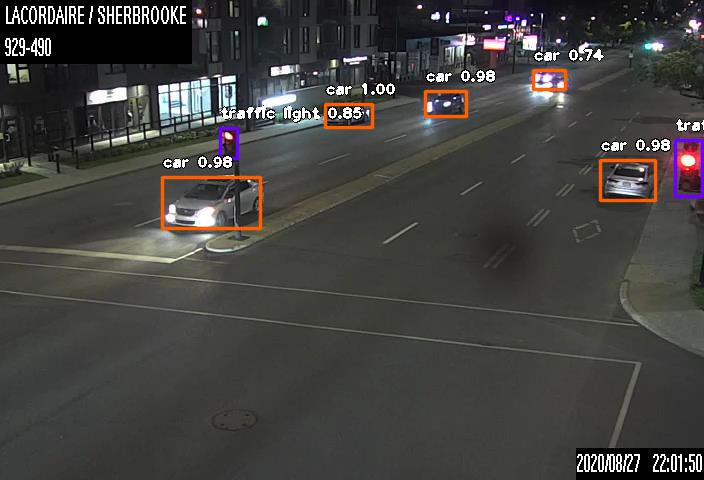 LACORDAIRE / SHERBROOKE
929-490
car 0.74
car 1.00
car 0.98
traffic light 0.85
traf
car 0.98
car 0.98
2020/08/27 22:01:50